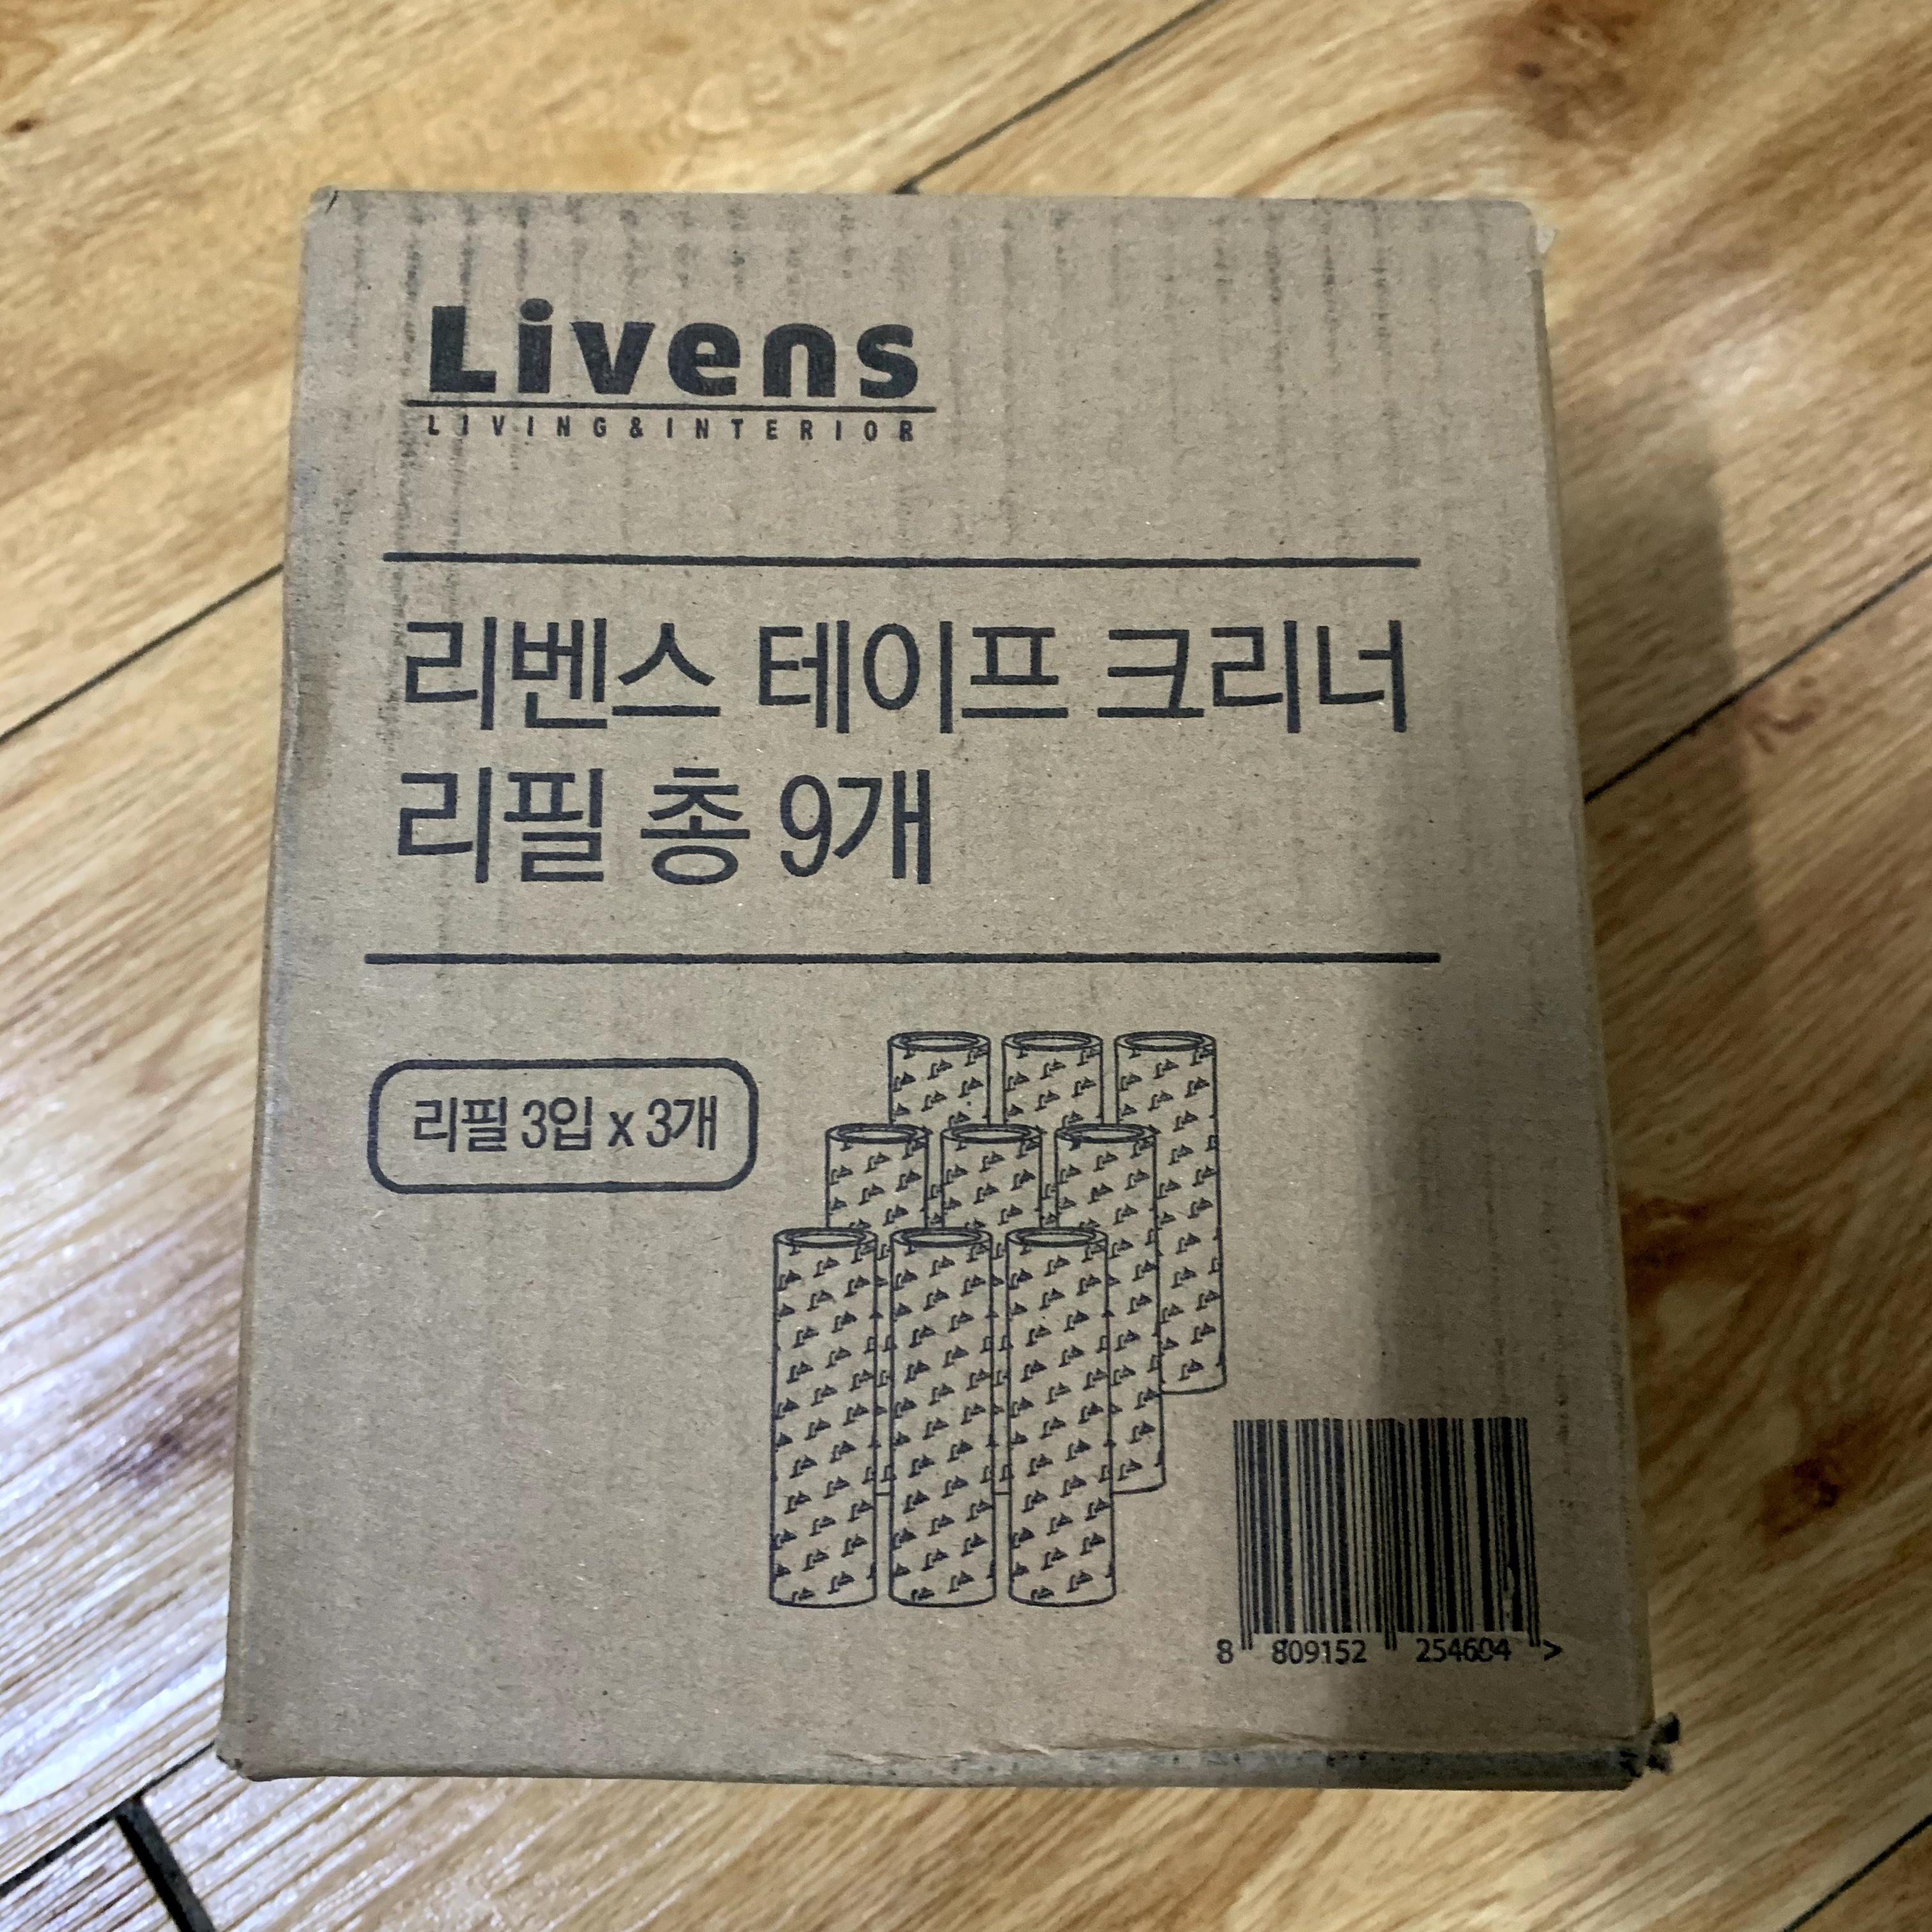 Livens
LIVING&INTERIOR
리벤스 테이프 크리너
리필 총 9개
리필 3입 x 3개
8 809152 254604 >